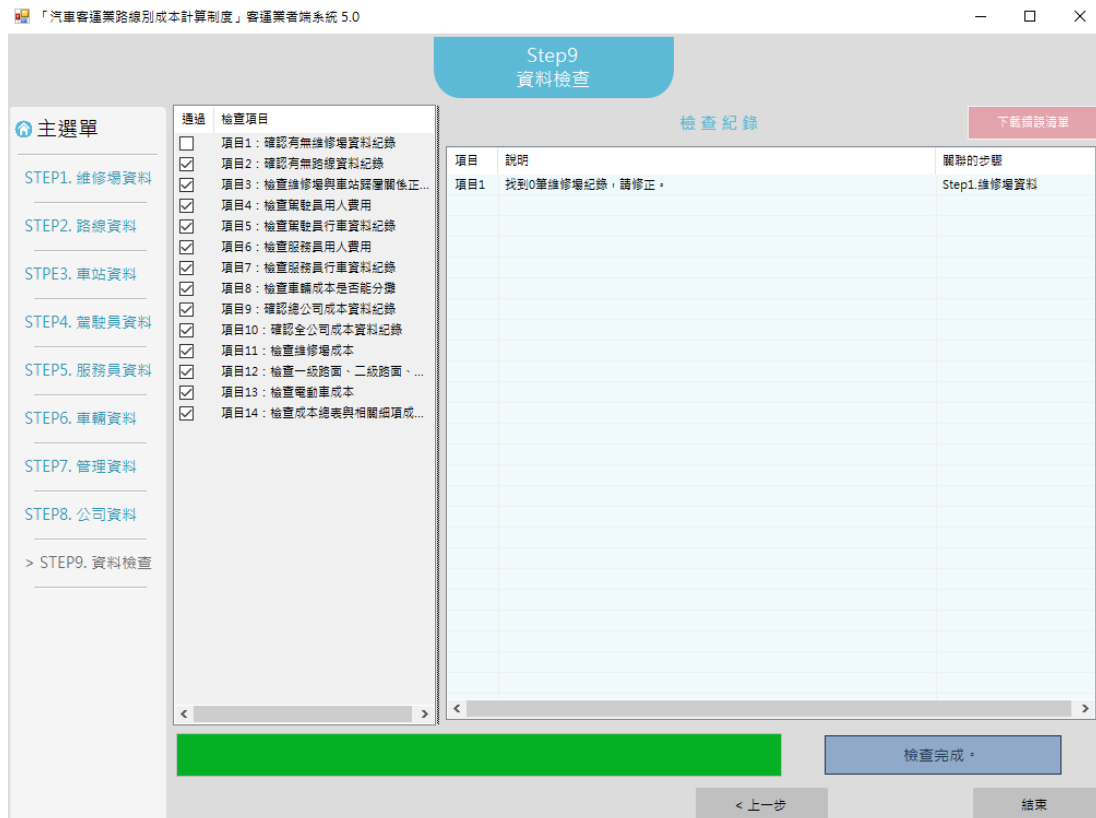 「汽車客運業路線別成本計算制度」客運業者端系統 5.0
Step9
資料檢查
主選單
STEP1. 維修場資料
STEP2. 路線資料
STPE3. 車站資料
STEP4. 駕駛員資料
STEP5. 服務員資料
STEP6. 車輛資料
STEP7. 管理資料
STEP8. 公司資料
> STEP9. 資料檢查
通過 檢查項目
項目1：確認有無維修場資料紀錄
項目2：確認有無路線資料紀錄
項目3：檢查維修場與車站歸屬關係正...
項目4：檢查駕駛員用人費用
項目5：檢查駕駛員行車資料紀錄
項目6：檢查服務員用人費用
項目7：檢查服務員行車資料紀錄
項目8：檢查車輛成本是否能分攤
項目9：確認總公司成本資料紀錄
項目10：確認全公司成本資料紀錄
項目11：檢查維修場成本
項目12：檢查一級路面、二級路面、...
項目13：檢查電動車成本
項目14：檢查成本總表與相關細項成...
檢查紀錄
下載錯誤清單
項目 說明 關聯的步驟
項目1 找到0筆維修場紀錄，請修正。 Step1.維修場資料
檢查完成。
< 上一步
結束